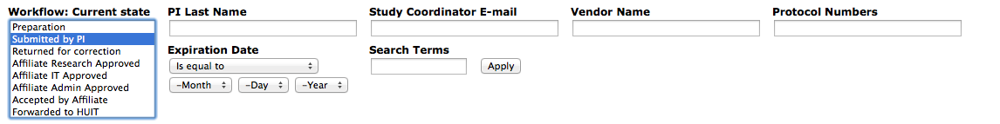 Workflow: Current state
PI Last Name
Study Coordinator E-mail
Vendor Name
Protocol Numbers
Preparation
Submitted by PI
Returned for correction
Affiliate Research Approved
Affiliate IT Approved
Affiliate Admin Approved
Accepted by Affiliate
Forwarded to HUIT
Expiration Date
Is equal to
-Month
-Day
-Year
Search Terms
Apply